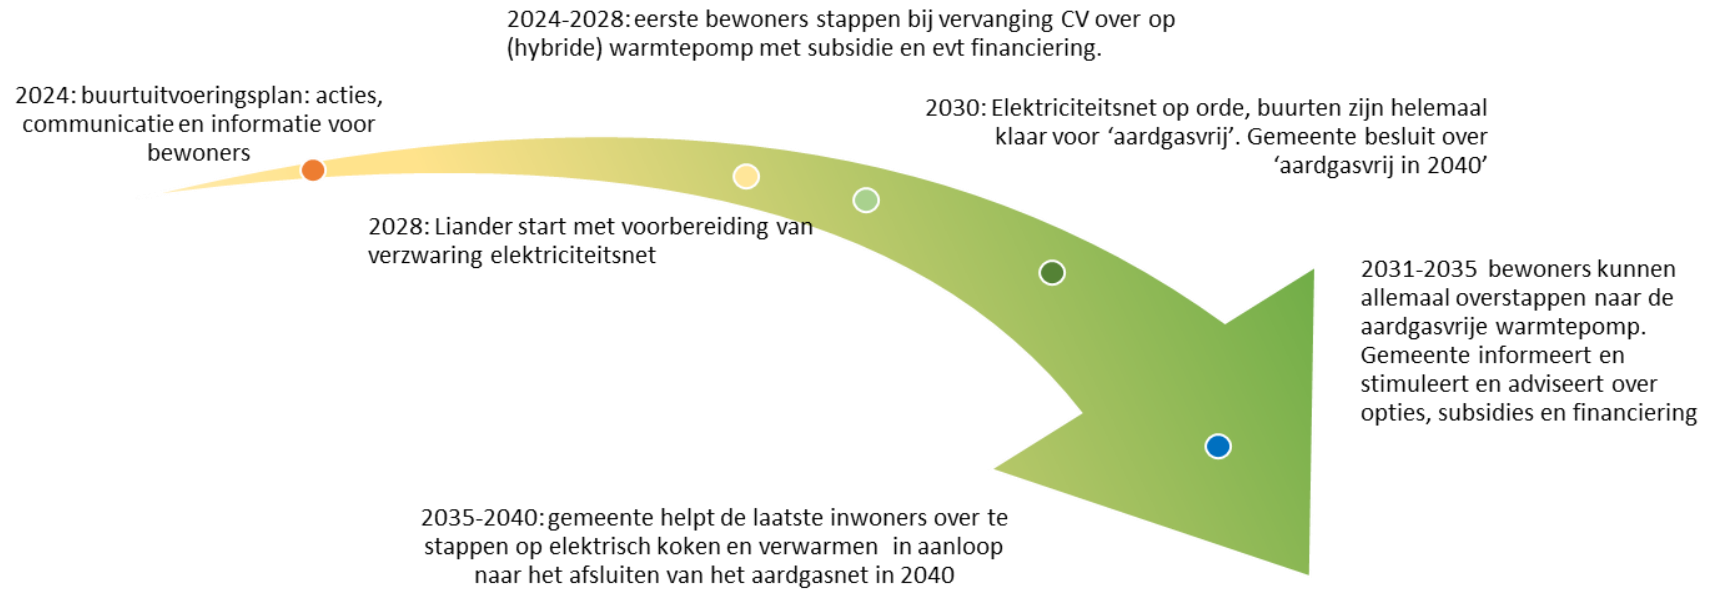 2024-2028: eerste bewoners stappen bij vervanging CV over op
(hybride) warmtepomp met subsidie en evt financiering.
2024: buurtuitvoeringsplan: acties,
communicatie en informatie voor
bewoners
2030: Elektriciteitsnet op orde, buurten zijn helemaal
klaar voor ‘aardgasvrij’. Gemeente besluit over
‘aardgasvrij in 2040’
2028: Liander start met voorbereiding van
verzwaring elektriciteitsnet
2031-2035 bewoners kunnen
allemaal overstappen naar de
aardgasvrije warmtepomp.
Gemeente informeert en
stimuleert en adviseert over
opties, subsidies en financiering
2035-2040: gemeente helpt de laatste inwoners over te
stappen op elektrisch koken en verwarmen in aanloop
naar het afsluiten van het aardgasnet in 2040